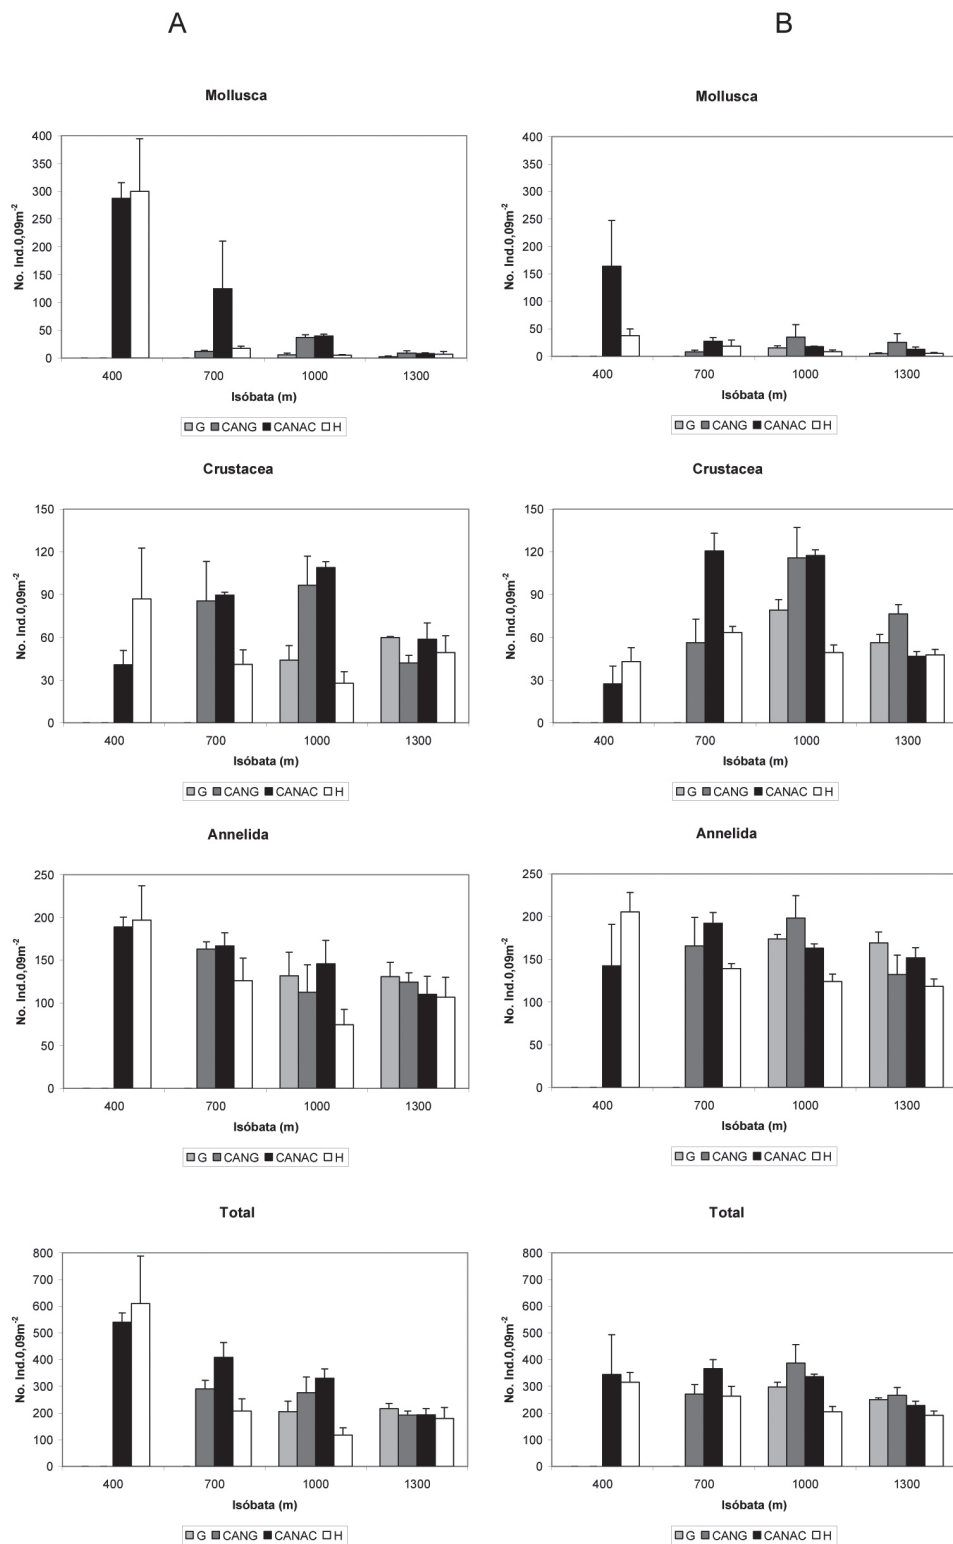 A
B
Mollusca
No. Ind.0,09m-2
400
350
300
250
200
150
100
50
0
400 700 1000 1300
Isóbata (m)
G CANG CANAC H
Mollusca
No. Ind.0,09m-2
400
350
300
250
200
150
100
50
0
400 700 1000 1300
Isóbata (m)
G CANG CANAC H
Crustacea
No. Ind.0,09m-2
150
120
90
60
30
0
400 700 1000 1300
Isóbata (m)
G CANG CANAC H
Crustacea
No. Ind.0,09m-2
150
120
90
60
30
0
400 700 1000 1300
Isóbata (m)
G CANG CANAC H
Annelida
No. Ind.0,09m-2
250
200
150
100
50
0
400 700 1000 1300
Isóbata (m)
G CANG CANAC H
Annelida
No. Ind.0,09m-2
250
200
150
100
50
0
400 700 1000 1300
Isóbata (m)
G CANG CANAC H
Total
No. Ind.0,09m-2
800
700
600
500
400
300
200
100
0
400 700 1000 1300
Isóbata (m)
G CANG CANAC H
Total
No. Ind.0,09m-2
800
700
600
500
400
300
200
100
0
400 700 1000 1300
Isóbata (m)
G CANG CANAC H